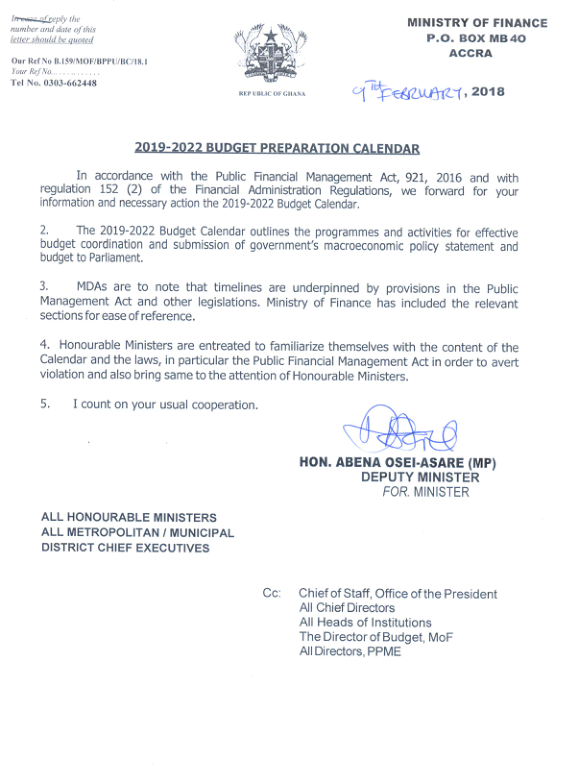 In case of reply the
number and date of this
letter should be quoted
Our Ref No B.159/MOF/BPPU/BC/18.1
Your Ref No..............
Tel No. 0303-662448
REPUBLIC OF GHANA
MINISTRY OF FINANCE
P.O. BOX MB 40
ACCRA
9TH FEBRUARY, 2018
2019-2022 BUDGET PREPARATION CALENDAR
In accordance with the Public Financial Management Act, 921, 2016 and with
regulation 152 (2) of the Financial Administration Regulations, we forward for your
information and necessary action the 2019-2022 Budget Calendar.
2. The 2019-2022 Budget Calendar outlines the programmes and activities for effective
budget coordination and submission of government's macroeconomic policy statement and
budget to Parliament.
3. MDAs are to note that timelines are underpinned by provisions in the Public
Management Act and other legislations. Ministry of Finance has included the relevant
sections for ease of reference.
4. Honourable Ministers are entreated to familiarize themselves with the content of the
Calendar and the laws, in particular the Public Financial Management Act in order to avert
violation and also bring same to the attention of Honourable Ministers.
5. I count on your usual cooperation.
HON. ABENA OSEI-ASARE (MP)
DEPUTY MINISTER
FOR. MINISTER
ALL HONOURABLE MINISTERS
ALL METROPOLITAN / MUNICIPAL
DISTRICT CHIEF EXECUTIVES
Cc: Chief of Staff, Office of the President
All Chief Directors
All Heads of Institutions
The Director of Budget, MoF
All Directors, PPME